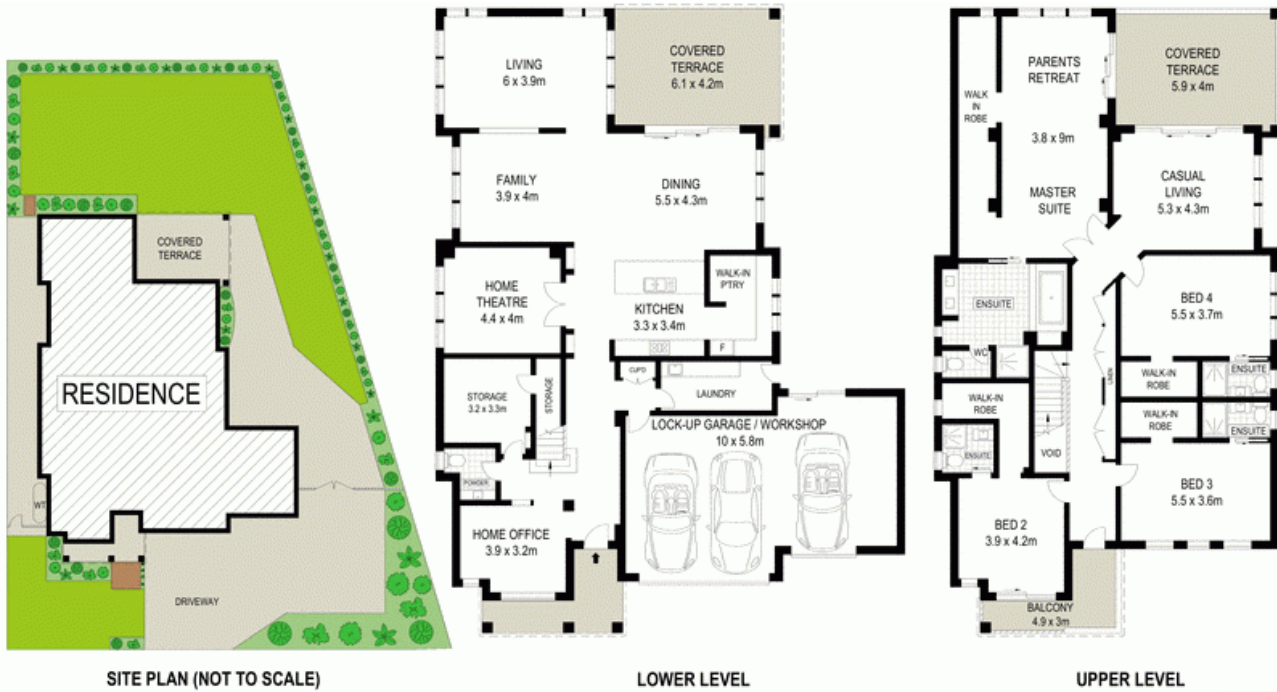 COVERED
TERRACE
RESIDENCE
WT
DRIVEWAY
SITE PLAN (NOT TO SCALE)
LIVING
6 x 3.9m
COVERED
TERRACE
6.1 x 4.2m
FAMILY
3.9 x 4m
DINING
5.5 x 4.3m
HOME
THEATRE
4.4 x 4m
WALK-IN
P'TRY
KITCHEN
3.3 x 3.4m
F
STORAGE
3.2 x 3.3m
STORAGE
CUP'D
LAUNDRY
LOCK-UP GARAGE / WORKSHOP
10 x 5.8m
POWDER
HOME OFFICE
3.9 x 3.2m
LOWER LEVEL
WALK
IN
ROBE
PARENTS
RETREAT
3.8 x 9m
MASTER
SUITE
COVERED
TERRACE
5.9 x 4m
CASUAL
LIVING
5.3 x 4.3m
ENSUITE
WC
BED 4
5.5 x 3.7m
LINEN
WALK-IN
ROBE
ENSUITE
WALK-IN
ROBE
WALK-IN
ROBE
ENSUITE
ENSUITE
VOID
BED 3
5.5 x 3.6m
BED 2
3.9 x 4.2m
BALCONY
4.9 x 3m
UPPER LEVEL